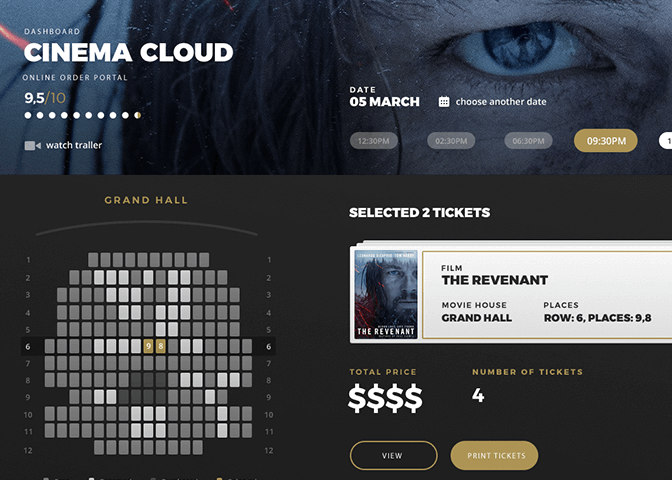 DASHBOARD
CINEMA CLOUD
ONLINE ORDER PORTAL
9,5/10
watch traller
DATE
05 MARCH
choose another date
12:30PM
02:30PM
06:30PM
09:30PM
GRAND HALL
1 1
2 2
3 3
4 4
5 5
6 9 8 6
7 7
8 8
9 9
10 10
11 11
12 12
SELECTED 2 TICKETS
THE REVENANT
FILM
THE REVENANT
MOVIE HOUSE
GRAND HALL
PLACES
ROW: 6, PLACES: 9,8
TOTAL PRICE
$$$$
NUMBER OF TICKETS
4
VIEW
PRINT TICKETS